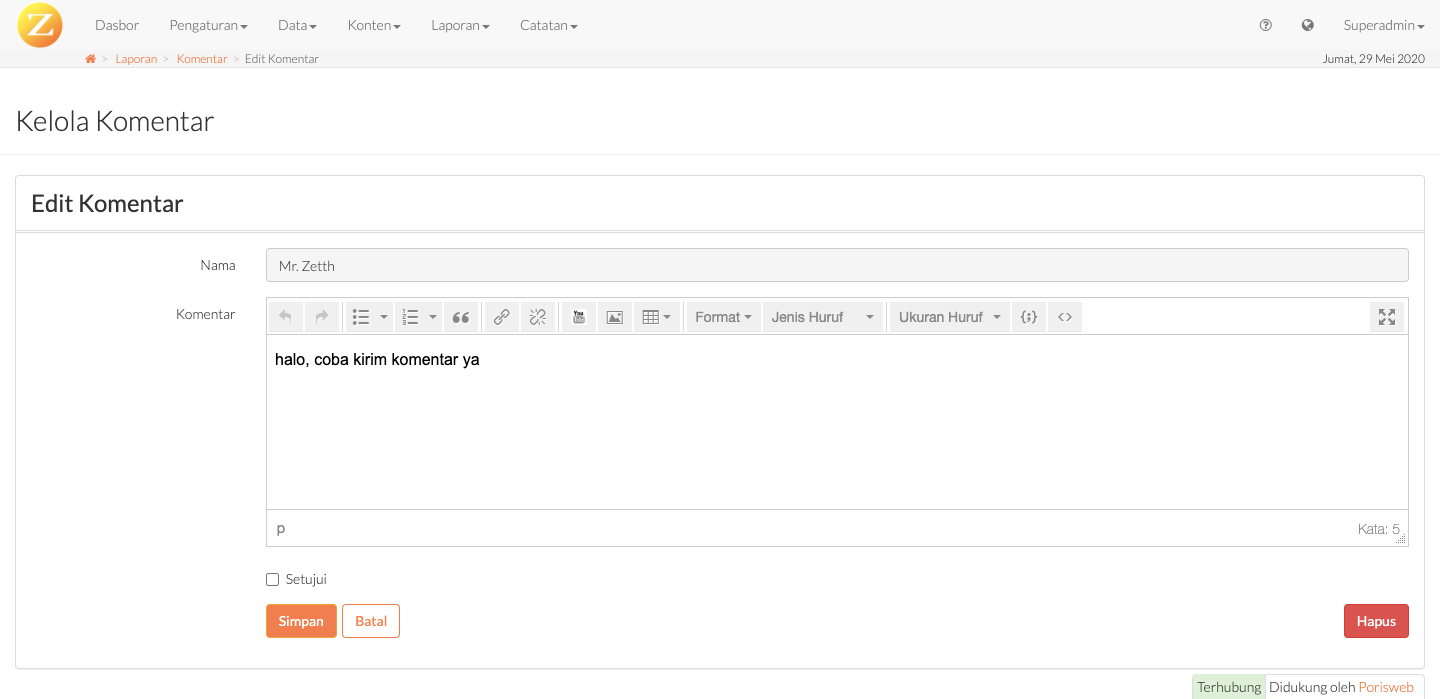 Z Dasbor Pengaturan Data Konten Laporan Catatan Superadmin
> Laporan > Komentar > Edit Komentar Jumat, 29 Mei 2020
Kelola Komentar
Edit Komentar
Nama Mr. Zetth
Komentar Format Jenis Huruf Ukuran Huruf
halo, coba kirim komentar ya
p Kata: 5
Setujui
Simpan Batal Hapus
Terhubung Didukung oleh Porisweb